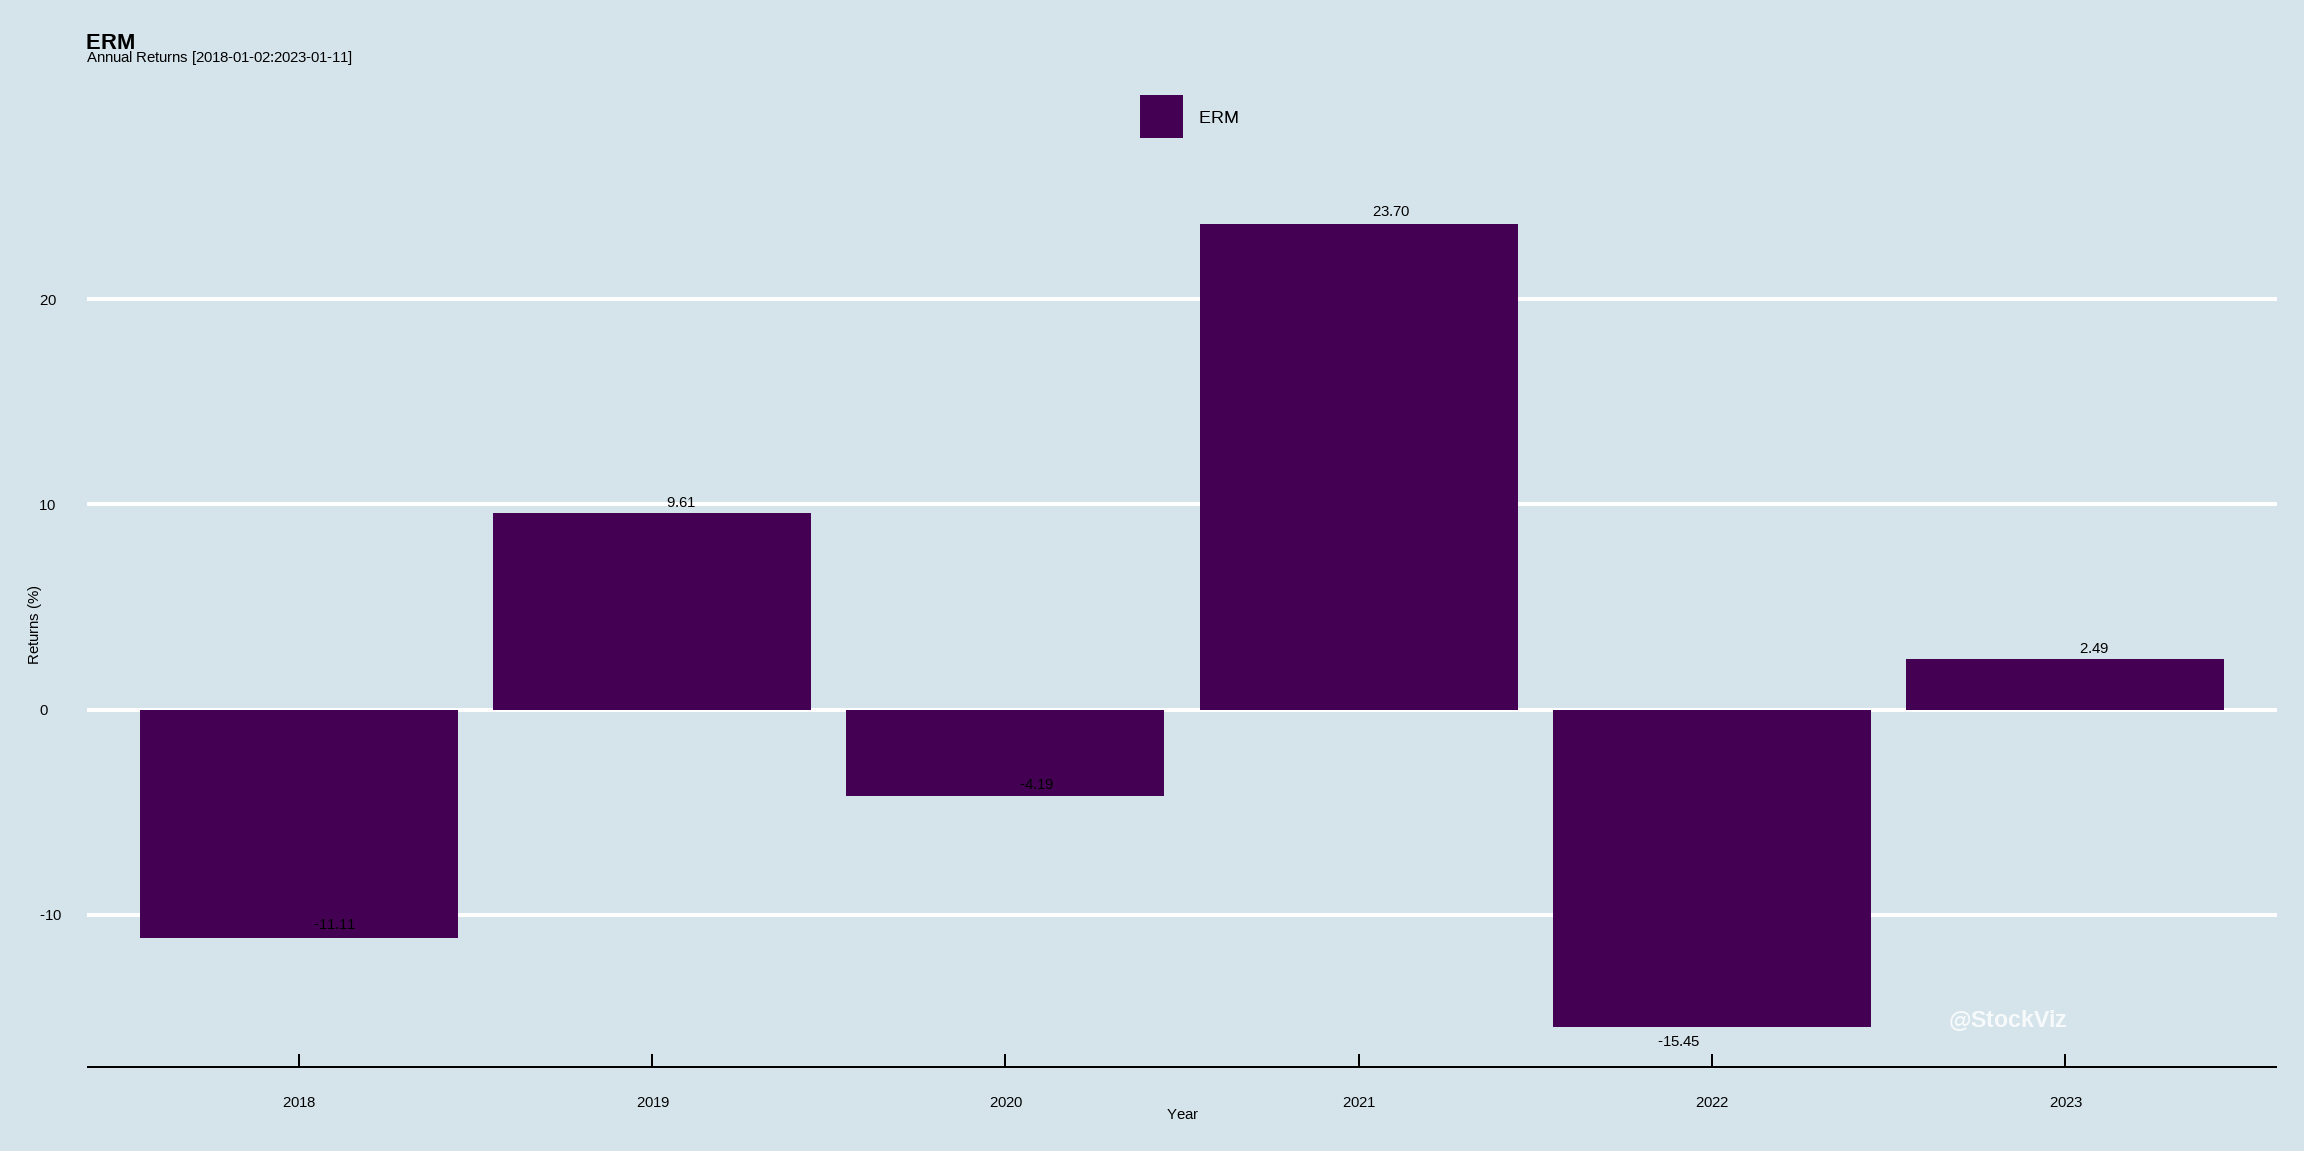 ERM
Annual Returns [2018-01-02:2023-01-11]
ERM
23.70
20
9.61
10
Returns (%)
2.49
0
-4.19
-10
-11.11
@StockViz
-15.45
2018
2019
2020
2021
2022
2023
Year